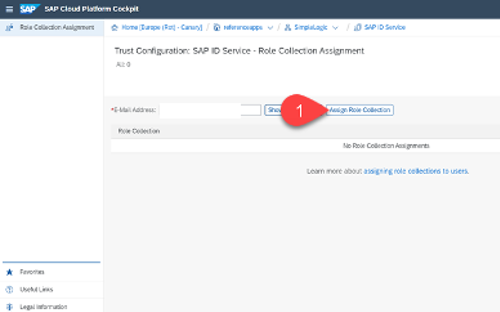 SAP SAP Cloud Platform Cockpit
Role Collection Assignment
Home [Europe (Rot) - Canary] / referenceapps / SimpleLogic / SAP ID Service
Trust Configuration: SAP ID Service - Role Collection Assignment
All: 0
*E-Mail Address:
1
Assign Role Collection
Role Collection
No Role Collection Assignments
Learn more about assigning role collections to users.
Favorites
Useful Links
Legal Information